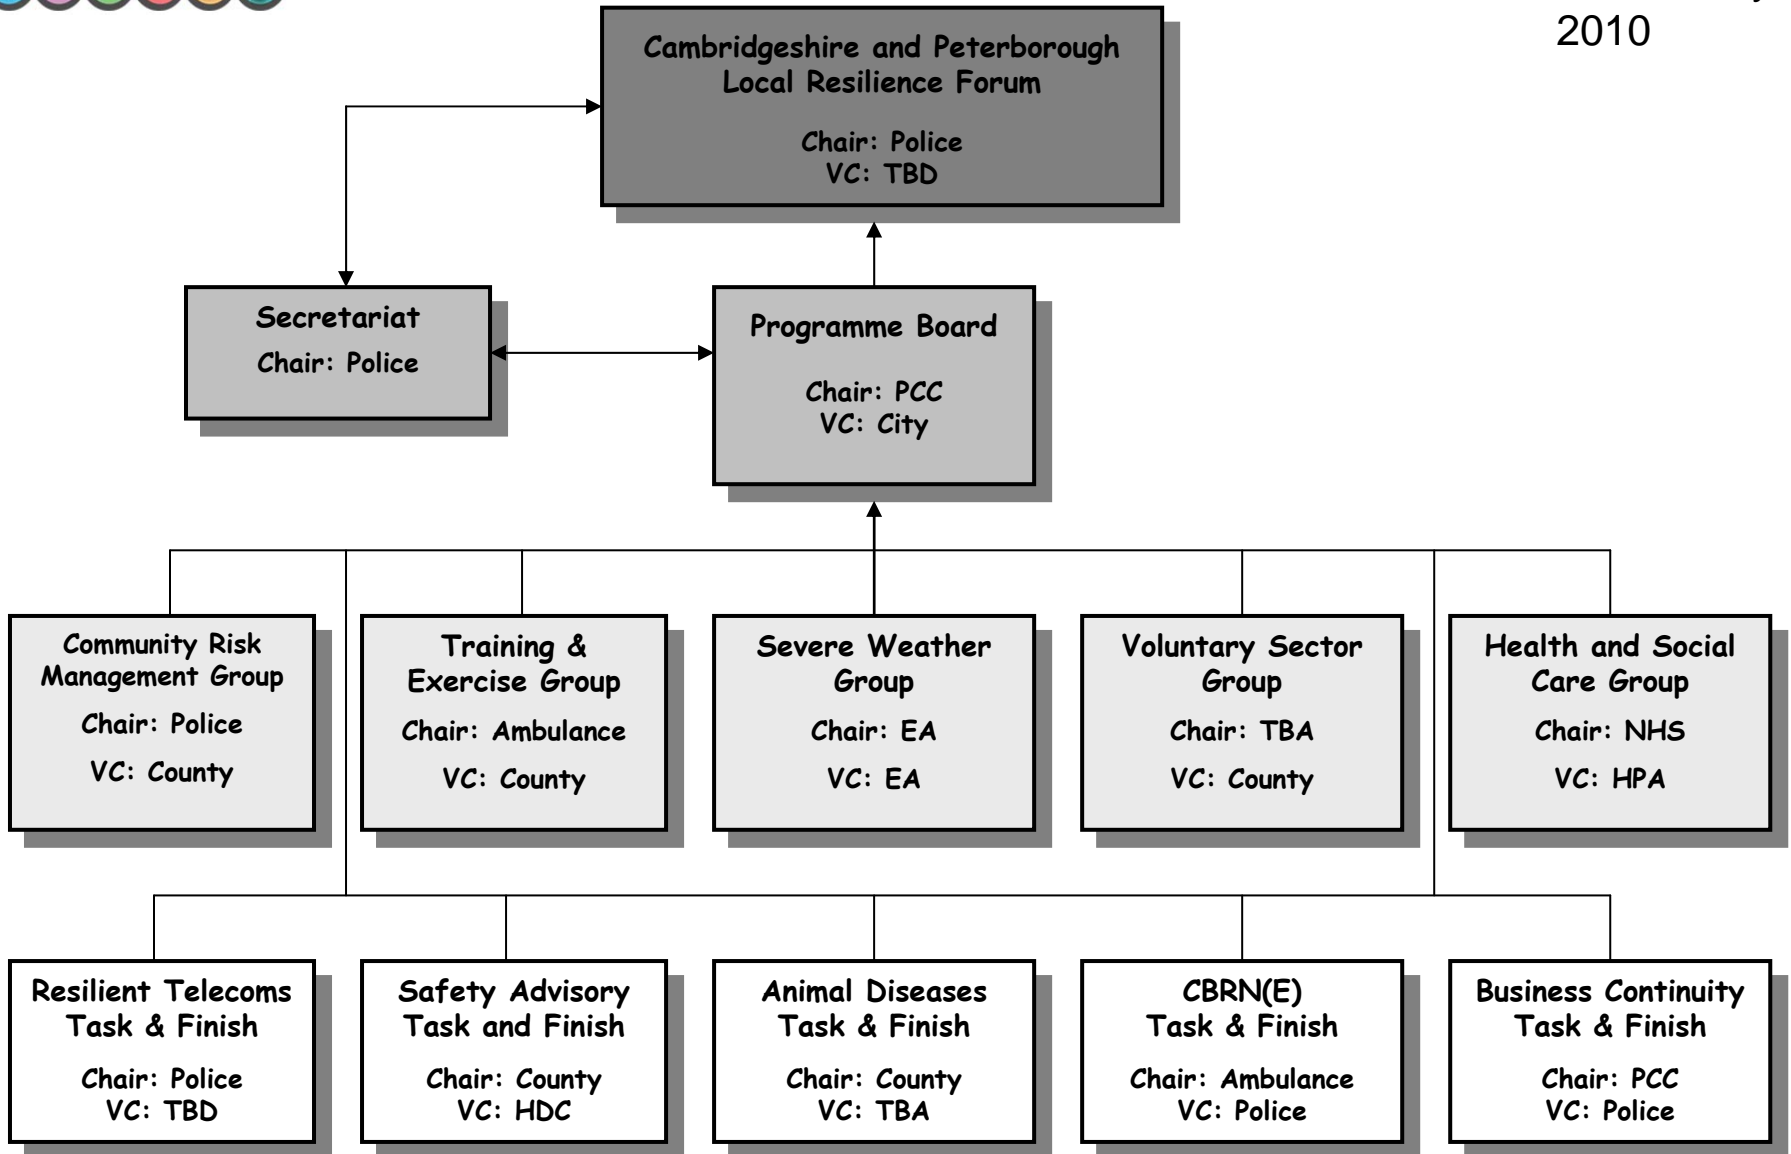 2010
Cambridgeshire and Peterborough
Local Resilience Forum
Chair: Police
VC: TBD
Secretariat
Chair: Police
Programme Board
Chair: PCC
VC: City
Community Risk
Management Group
Chair: Police
VC: County
Training &
Exercise Group
Chair: Ambulance
VC: County
Severe Weather
Group
Chair: EA
VC: EA
Voluntary Sector
Group
Chair: TBA
VC: County
Health and Social
Care Group
Chair: NHS
VC: HPA
Resilient Telecoms
Task & Finish
Chair: Police
VC: TBD
Safety Advisory
Task and Finish
Chair: County
VC: HDC
Animal Diseases
Task & Finish
Chair: County
VC: TBA
CBRN(E)
Task & Finish
Chair: Ambulance
VC: Police
Business Continuity
Task & Finish
Chair: PCC
VC: Police